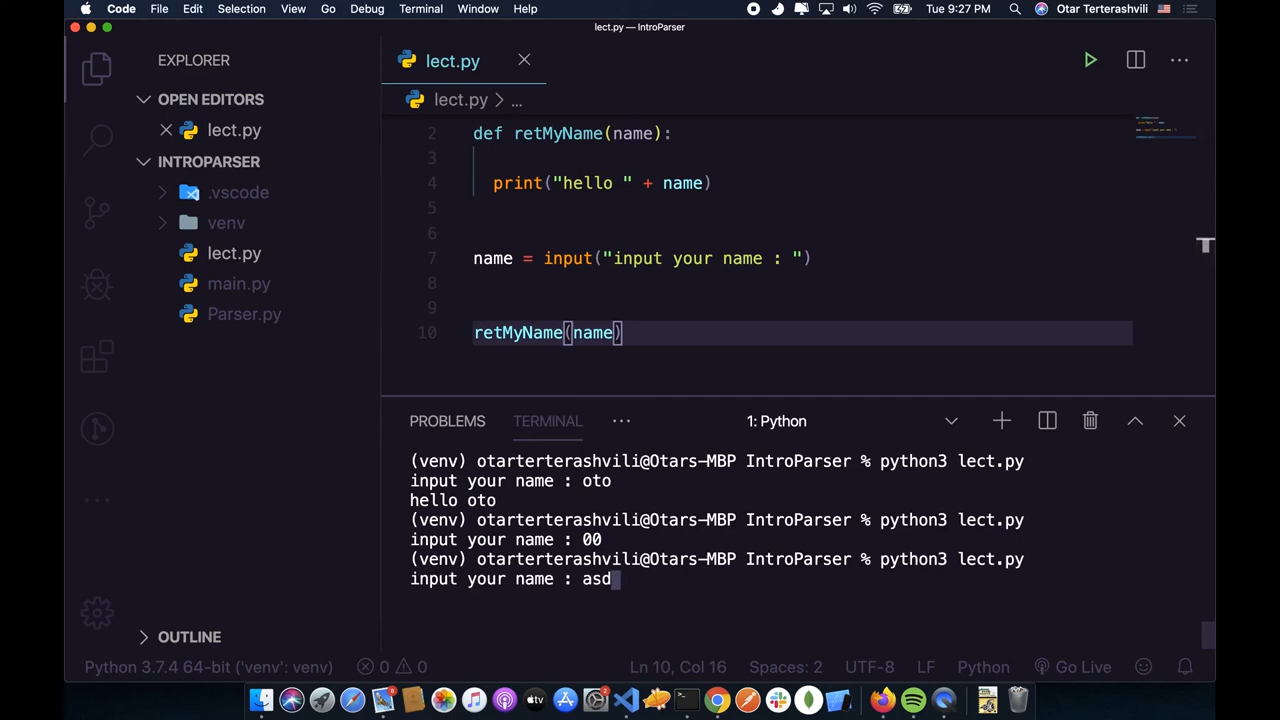 Code File Edit Selection View Go Debug Terminal Window Help Tue 9:27 PM Otar Terterashvili
lect.py — IntroParser
EXPLORER
OPEN EDITORS
lect.py
INTROPARSER
.vscode
venv
lect.py
main.py
Parser.py
OUTLINE
lect.py
lect.py > ...
2 def retMyName(name):
3
4 print("hello " + name)
5
6
7 name = input("input your name : ")
8
9
10 retMyName(name)
PROBLEMS TERMINAL ... 1: Python
(venv) otarterterashvili@Otars-MBP IntroParser % python3 lect.py
input your name : oto
hello oto
(venv) otarterterashvili@Otars-MBP IntroParser % python3 lect.py
input your name : 00
(venv) otarterterashvili@Otars-MBP IntroParser % python3 lect.py
input your name : asd
Python 3.7.4 64-bit ('venv': venv) 0 0 Ln 10, Col 16 Spaces: 2 UTF-8 LF Python Go Live